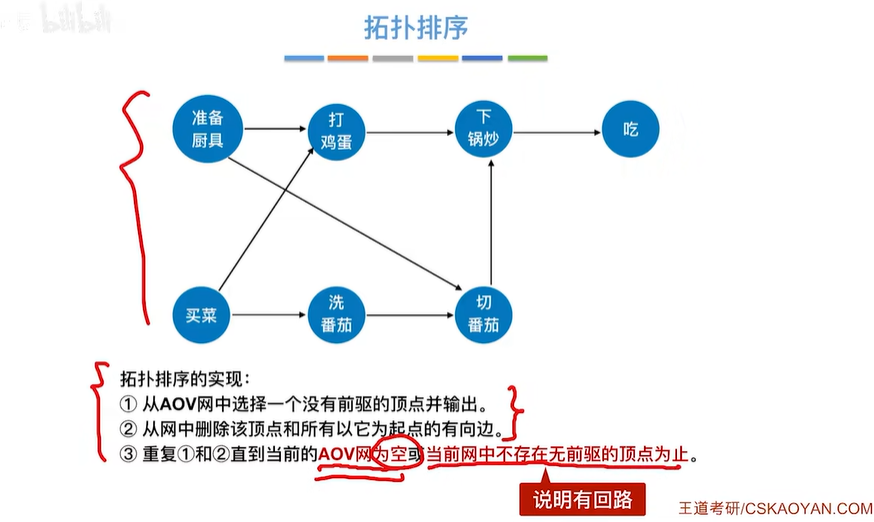 bilibili
拓扑排序
准备
厨具
打
鸡蛋
下
锅炒
吃
买菜
洗
番茄
切
番茄
拓扑排序的实现：
① 从AOV网中选择一个没有前驱的顶点并输出。
② 从网中删除该顶点和所有以它为起点的有向边。
③ 重复①和②直到当前的AOV网为空或当前网中不存在无前驱的顶点为止。
说明有回路
王道考研/CSKAOYAN.COM